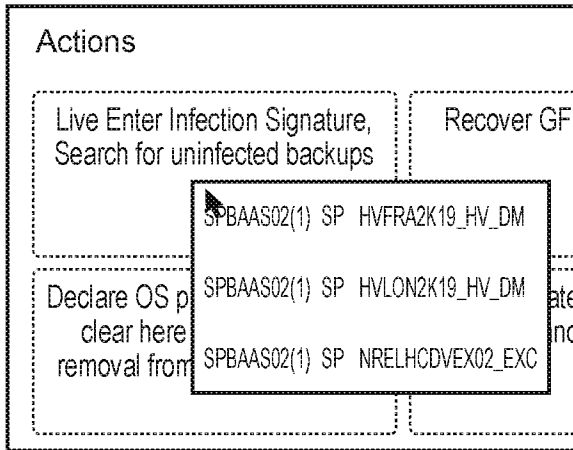 Actions
Live Enter Infection Signature,
Search for uninfected backups
Recover GF
SPBAAS02(1) SP HVFRA2K19_HV_DM
SPBAAS02(1) SP HVLON2K19_HV_DM
SPBAAS02(1) SP NRELHCDVEX02_EXC
Declare OS p
clear here
removal from